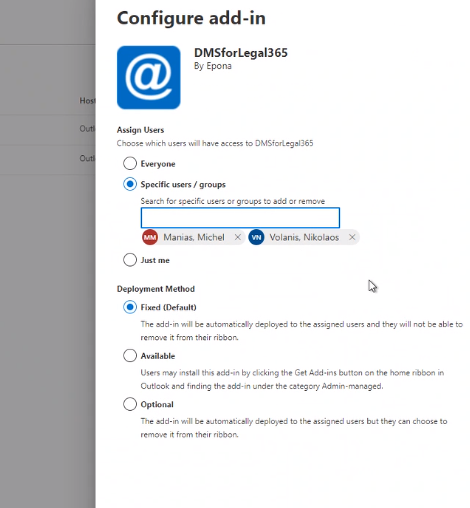 Configure add-in
@
DMSforLegal365
By Epona
Host
Assign Users
Choose which users will have access to DMSforLegal365
Everyone
Specific users / groups
Search for specific users or groups to add or remove
MM Manias, Michel × VN Volanis, Nikolaos ×
Just me
Deployment Method
Fixed (Default)
The add-in will be automatically deployed to the assigned users and they will not be able to
remove it from their ribbon.
Available
Users may install this add-in by clicking the Get Add-ins button on the home ribbon in
Outlook and finding the add-in under the category Admin-managed.
Optional
The add-in will be automatically deployed to the assigned users but they can choose to
remove it from their ribbon.